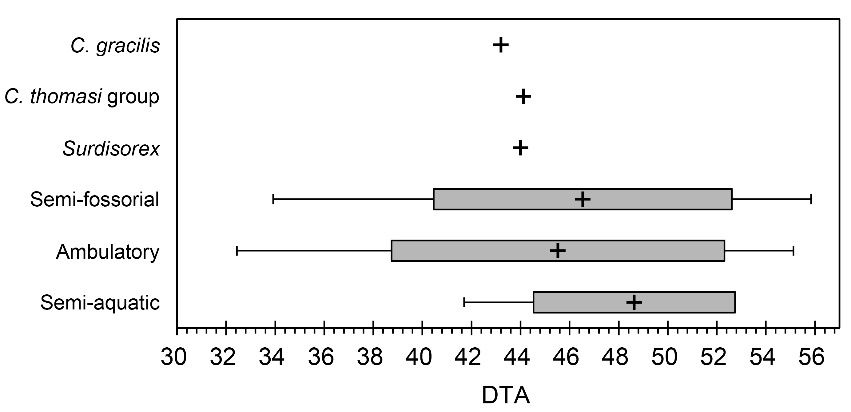 C. gracilis
C. thomasi group
Surdisorex
Semi-fossorial
Ambulatory
Semi-aquatic
30 32 34 36 38 40 42 44 46 48 50 52 54 56
DTA